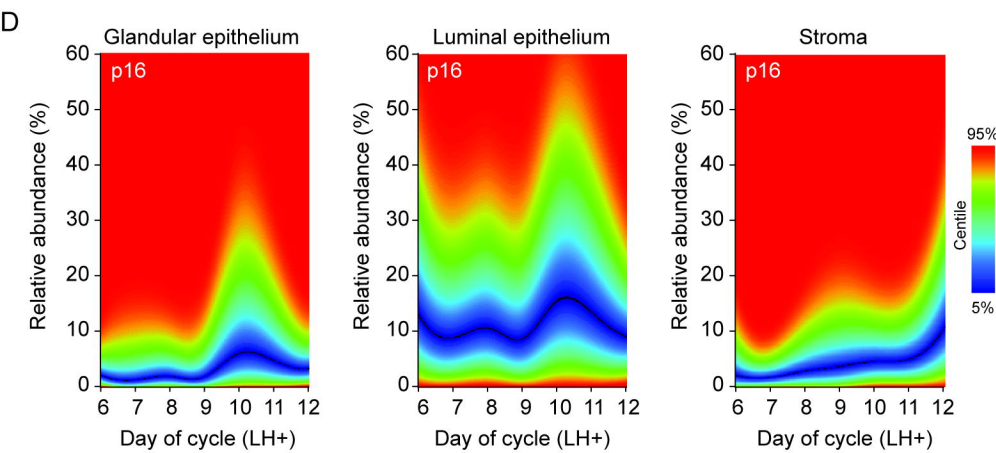 D
Glandular epithelium
Luminal epithelium
Stroma
p16
p16
p16
60
50
40
30
20
10
0
60
50
40
30
20
10
0
60
50
40
30
20
10
0
Relative abundance (%)
Relative abundance (%)
Relative abundance (%)
6 7 8 9 10 11 12
6 7 8 9 10 11 12
6 7 8 9 10 11 12
Day of cycle (LH+)
Day of cycle (LH+)
Day of cycle (LH+)
95%
Centile
5%